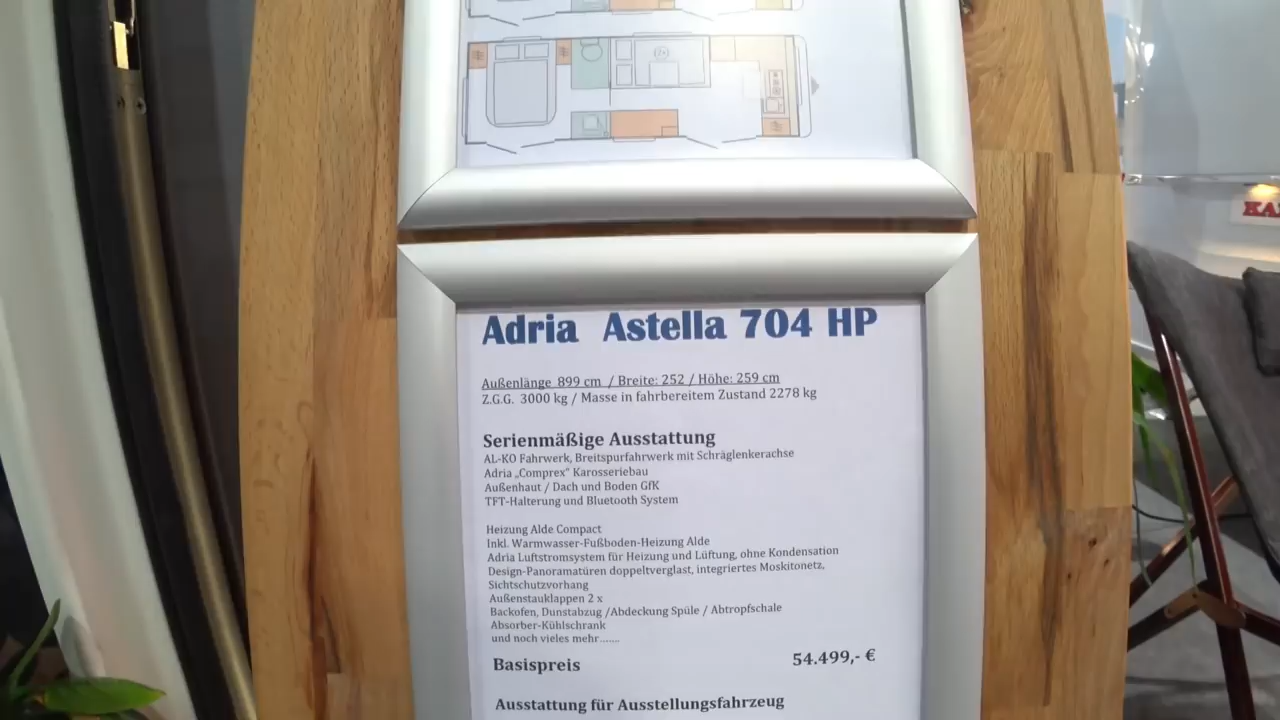 Adria Astella 704 HP
Außenlänge 899 cm / Breite: 252 / Höhe: 259 cm
Z.G.G. 3000 kg / Masse in fahrbereitem Zustand 2278 kg
Serienmäßige Ausstattung
AL-KO Fahrwerk, Breitspurfahrwerk mit Schräglenkerachse
Adria „Comprex“ Karosseriebau
Außenhaut / Dach und Boden GfK
TFT-Halterung und Bluetooth System
Heizung Alde Compact
Inkl. Warmwasser-Fußboden-Heizung Alde
Adria Luftstromsystem für Heizung und Lüftung, ohne Kondensation
Design-Panoramatüren doppeltverglast, integriertes Moskitonetz,
Sichtschutzvorhang
Außenstauklappen 2 x
Backofen, Dunstabzug /Abdeckung Spüle / Abtropfschale
Absorber-Kühlschrank
und noch vieles mehr.......
Basispreis 54.499,- €
Ausstattung für Ausstellungsfahrzeug